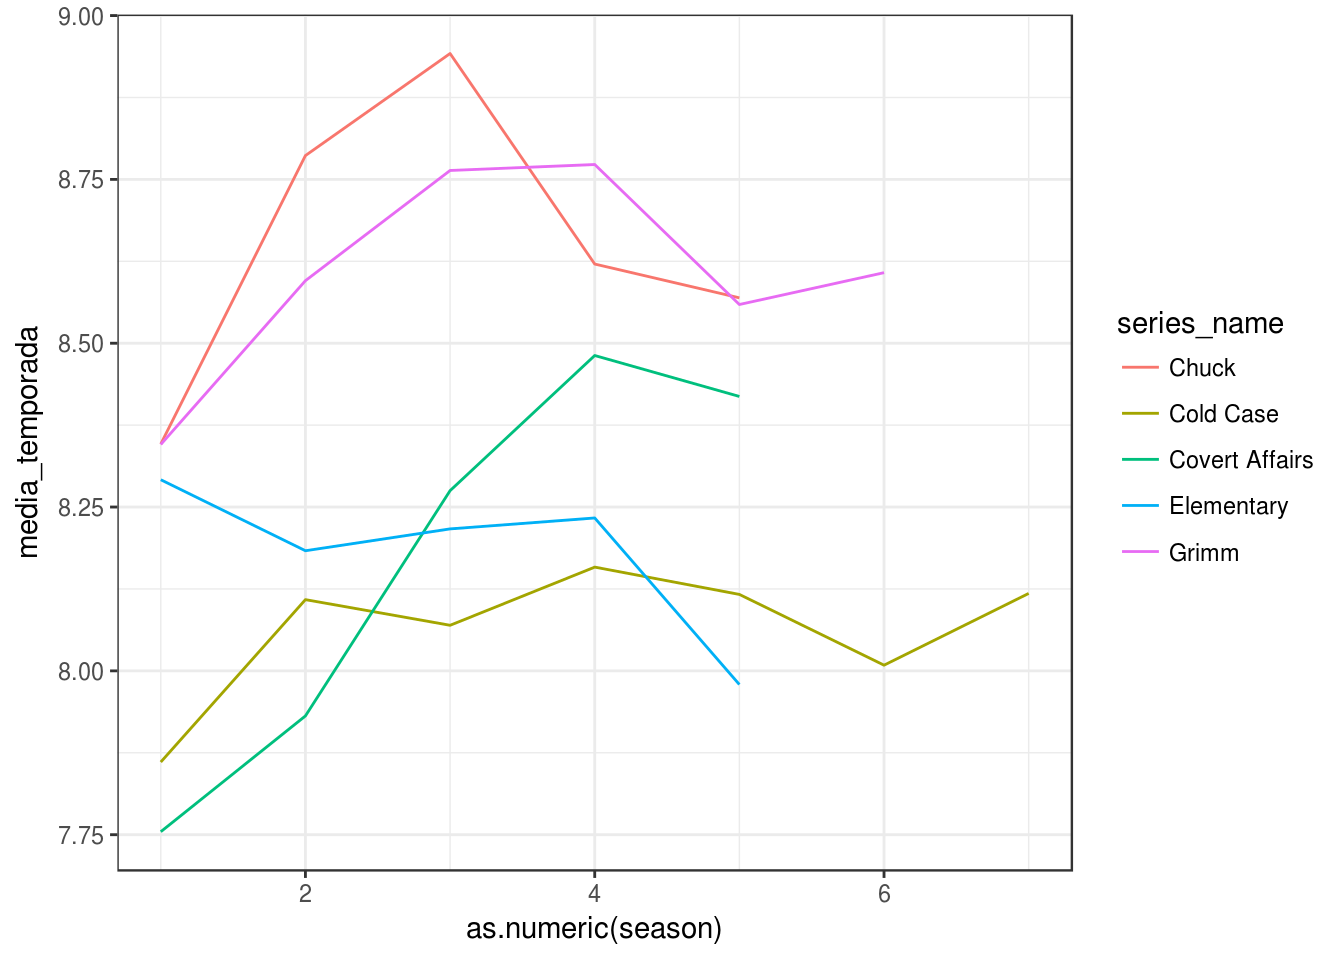 9.00
8.75
8.50
8.25
8.00
7.75
media_temporada
2 4 6
as.numeric(season)
series_name
Chuck
Cold Case
Covert Affairs
Elementary
Grimm